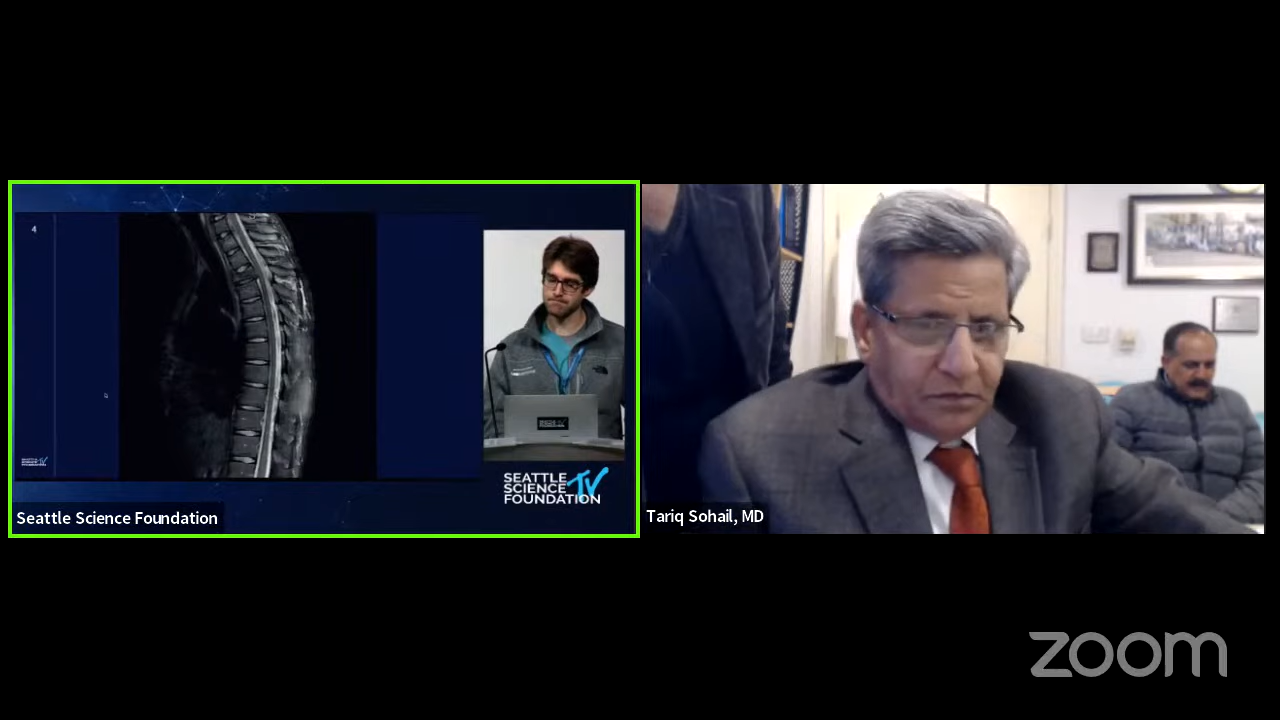 4
SEATTLE
SCIENCE TV
FOUNDATION
Seattle Science Foundation
Tariq Sohail, MD
zoom